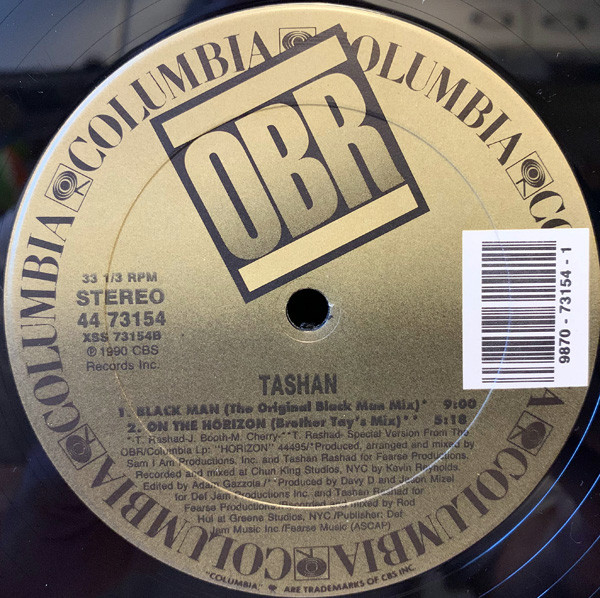 COLUMBIA COLUMBIA COLUMBIA COLUMBIA COLUMBIA COLUMBIA COLUMBIA
OBR
33 1/3 RPM
STEREO
44 73154
XSS 73154B
℗ 1990 CBS
Records Inc.
9870 - 73154 - 1
TASHAN
1. BLACK MAN (The Original Black Man Mix)* 9:00
2. ON THE HORIZON (Brother Tay's Mix)** 5:18
*T. Rashad-J. Booth-M. Cherry-**T. Rashad- Special Version From The
OBR/Columbia Lp: "HORIZON" 44495/*Produced, arranged and mixed by
Sam I Am Productions, Inc. and Tashan Rashad for Fearse Productions.
Recorded and mixed at Chun King Studios, NYC by Kevin Reynolds.
Edited by Adam Gazzola/**Produced by Davy D and Jason Mizel
for Def Jam Productions Inc. and Tashan Rashad for
Fearse Productions/Recorded and mixed by Rod
Hui at Greene Studios, NYC/Publisher: Def
Jam Music Inc/Fearse Music (ASCAP)
"COLUMBIA" ARE TRADEMARKS OF CBS INC.